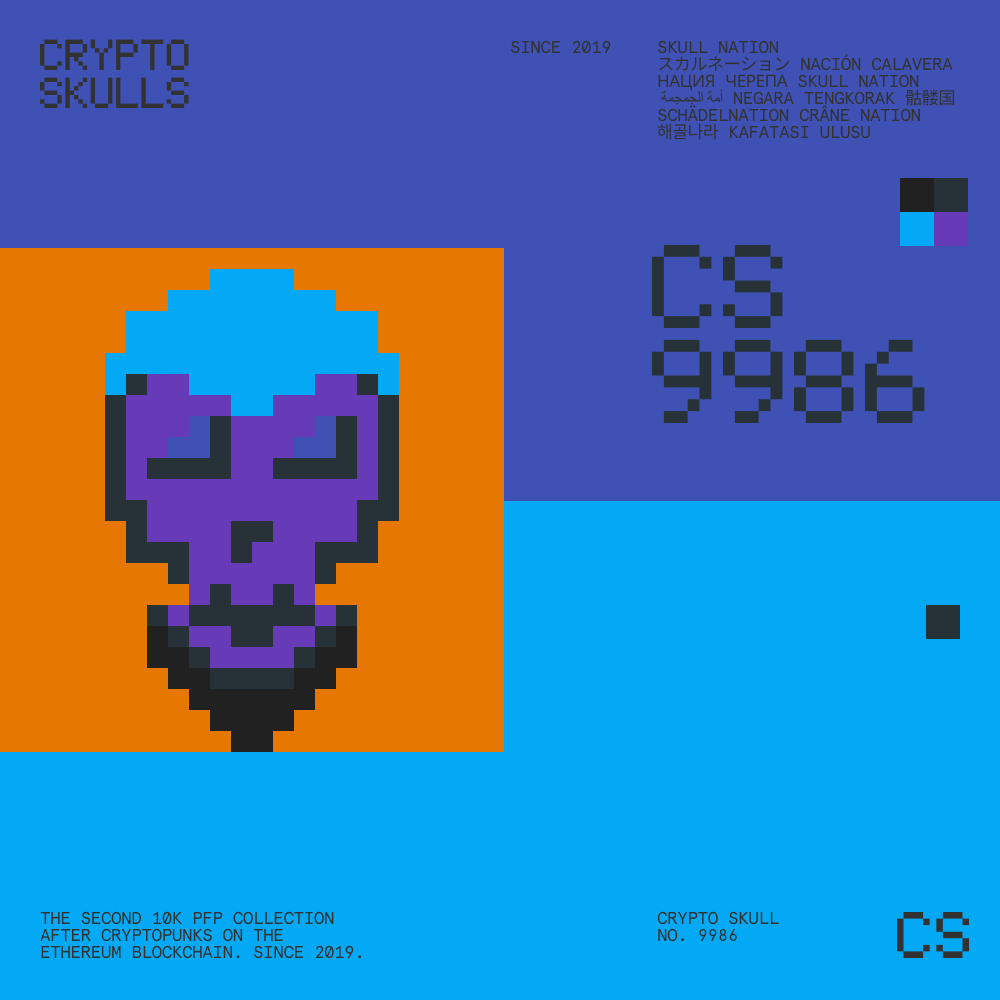 CRYPTO
SKULLS
SINCE 2019
SKULL NATION
スカルネーション NACIÓN CALAVERA
НАЦИЯ ЧЕРЕПА SKULL NATION
أمة الجمجمة NEGARA TENGKORAK 骷髅国
SCHÄDELNATION CRÂNE NATION
해골나라 KAFATASI ULUSU
CS
9986
THE SECOND 10K PFP COLLECTION
AFTER CRYPTOPUNKS ON THE
ETHEREUM BLOCKCHAIN. SINCE 2019.
CRYPTO SKULL
NO. 9986
CS